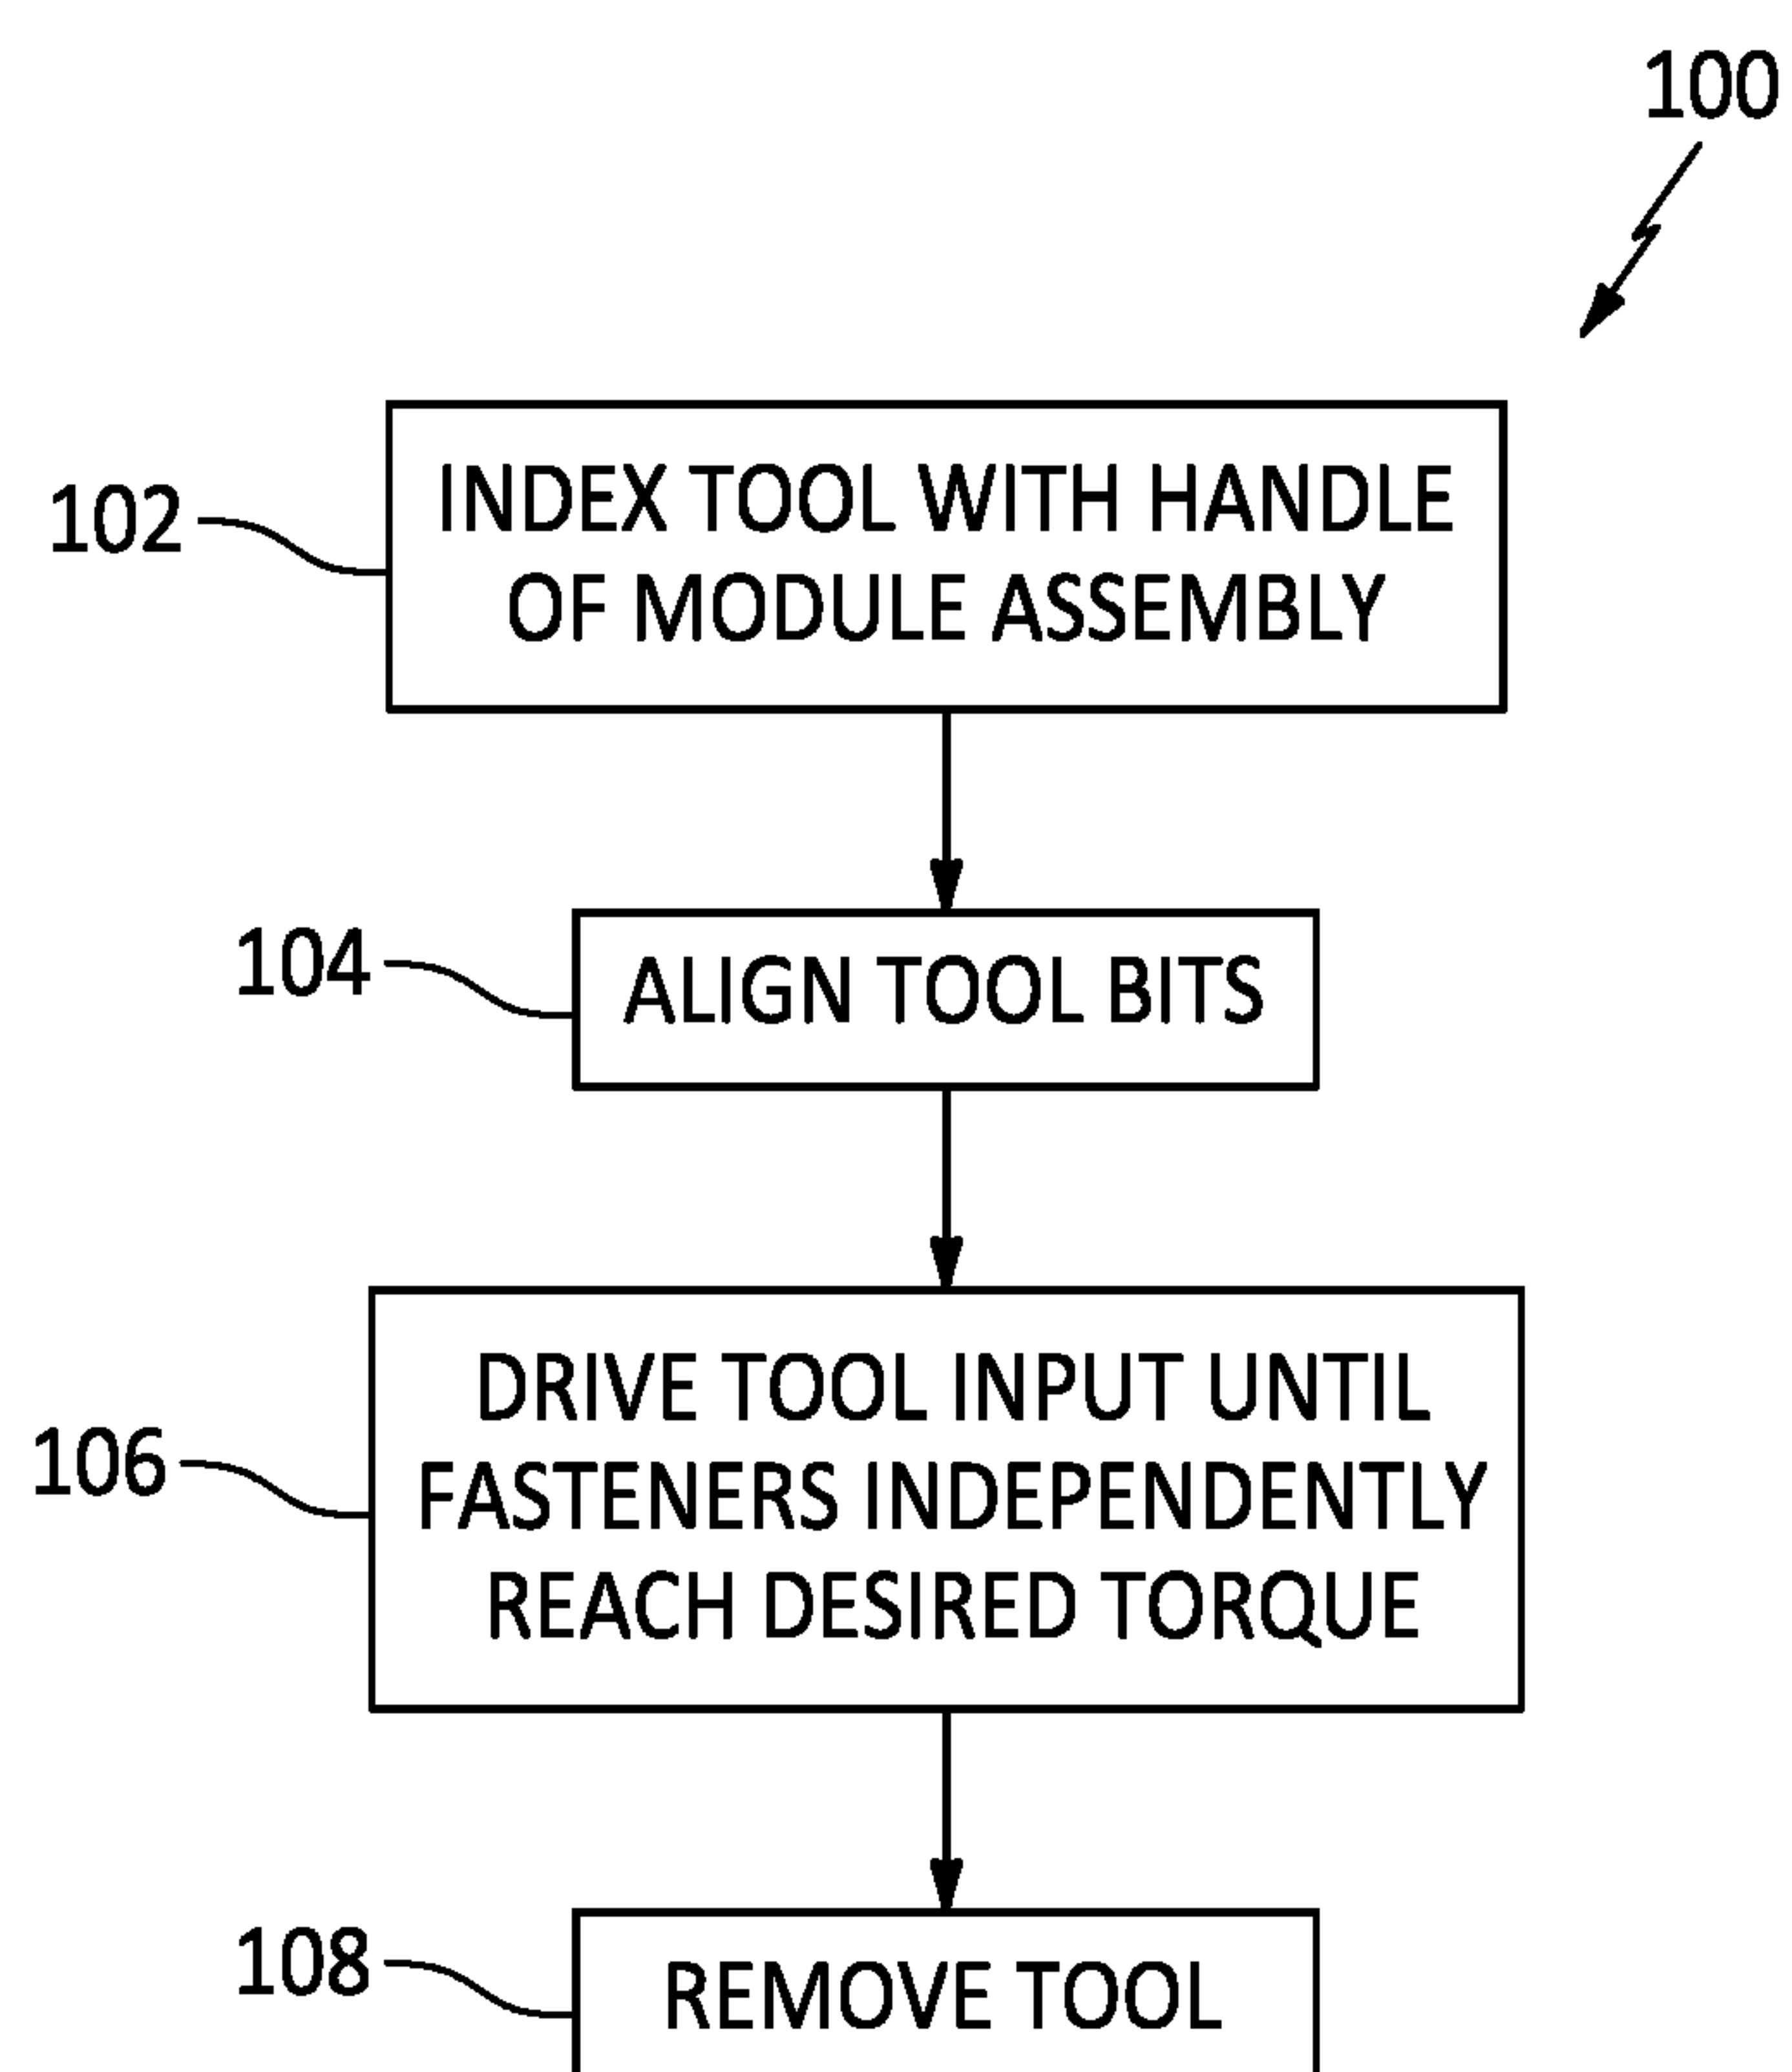 100
102
INDEX TOOL WITH HANDLE
OF MODULE ASSEMBLY
104
ALIGN TOOL BITS
106
DRIVE TOOL INPUT UNTIL
FASTENERS INDEPENDENTLY
REACH DESIRED TORQUE
108
REMOVE TOOL